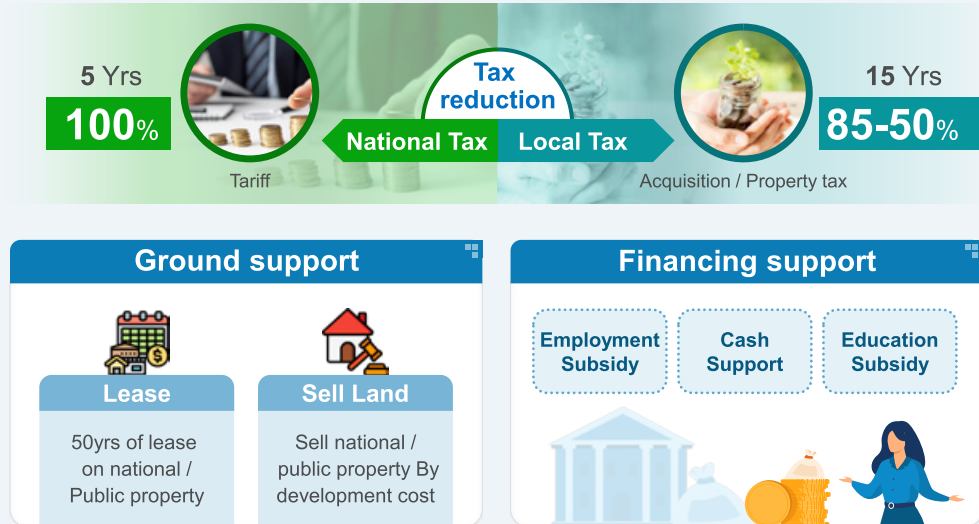 5 Yrs
100%
Tariff
Tax
reduction
National Tax
Local Tax
15 Yrs
85-50%
Acquisition / Property tax
Ground support
Lease
50yrs of lease
on national /
Public property
Sell Land
Sell national /
public property By
development cost
Financing support
Employment
Subsidy
Cash
Support
Education
Subsidy